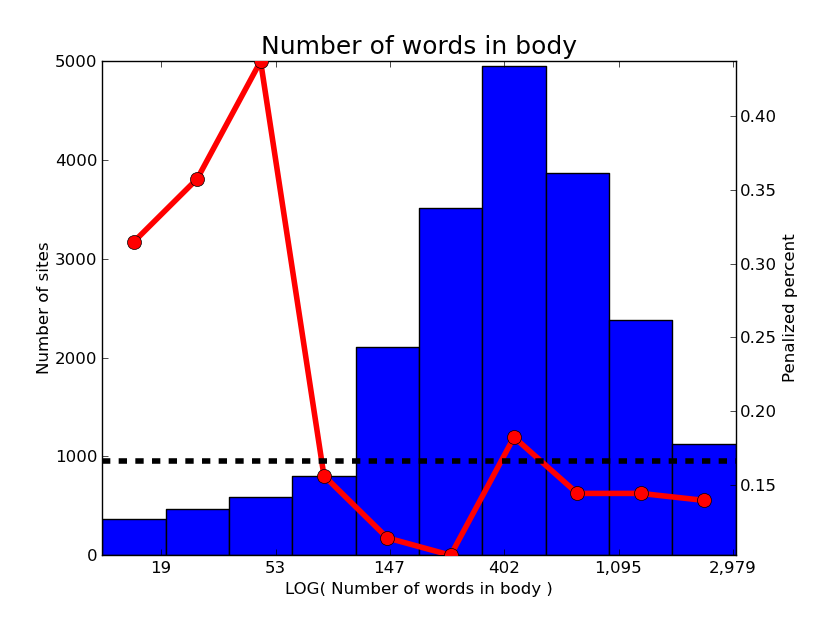 Number of words in body
5000
4000
3000
2000
1000
0
Number of sites
0.40
0.35
0.30
0.25
0.20
0.15
Penalized percent
19 53 147 402 1,095 2,979
LOG( Number of words in body )